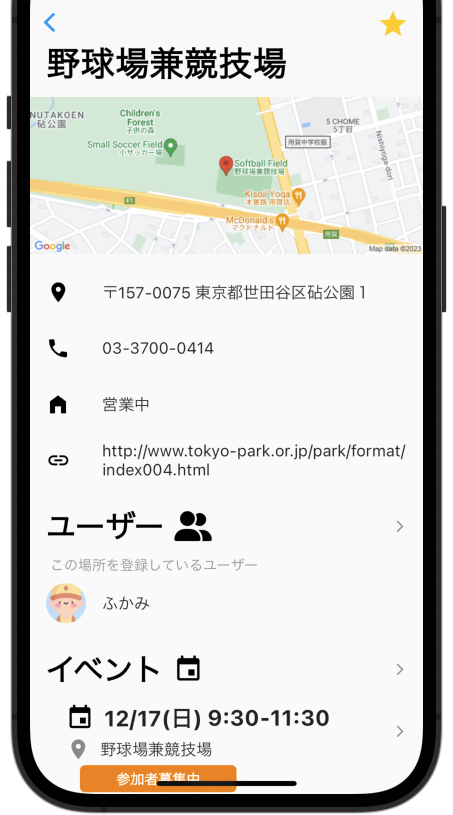 野球場兼競技場
NUTAKOEN
砧公園
Children's
Forest
子供の森
Small Soccer Field
小サッカー場
5 CHOME
5丁目
用賀中学校
Nishiyoga-dori
Softball Field
野球場兼競技場
Kisoji Yoga
木曽路 用賀店
E1
McDonald's
マクドナルド
用賀
Google
Map data ©2023
〒157-0075 東京都世田谷区砧公園 1
03-3700-0414
営業中
http://www.tokyo-park.or.jp/park/format/
index004.html
ユーザー
この場所を登録しているユーザー
ふかみ
イベント
12/17(日) 9:30-11:30
野球場兼競技場
参加者募集中